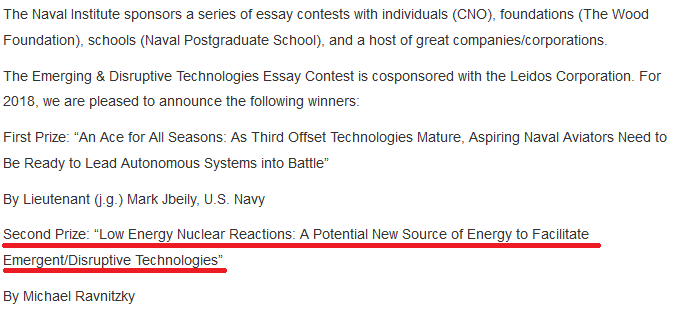 The Naval Institute sponsors a series of essay contests with individuals (CNO), foundations (The Wood
Foundation), schools (Naval Postgraduate School), and a host of great companies/corporations.
The Emerging & Disruptive Technologies Essay Contest is cosponsored with the Leidos Corporation. For
2018, we are pleased to announce the following winners:
First Prize: “An Ace for All Seasons: As Third Offset Technologies Mature, Aspiring Naval Aviators Need to
Be Ready to Lead Autonomous Systems into Battle”
By Lieutenant (j.g.) Mark Jbeily, U.S. Navy
Second Prize: “Low Energy Nuclear Reactions: A Potential New Source of Energy to Facilitate
Emergent/Disruptive Technologies”
By Michael Ravnitzky